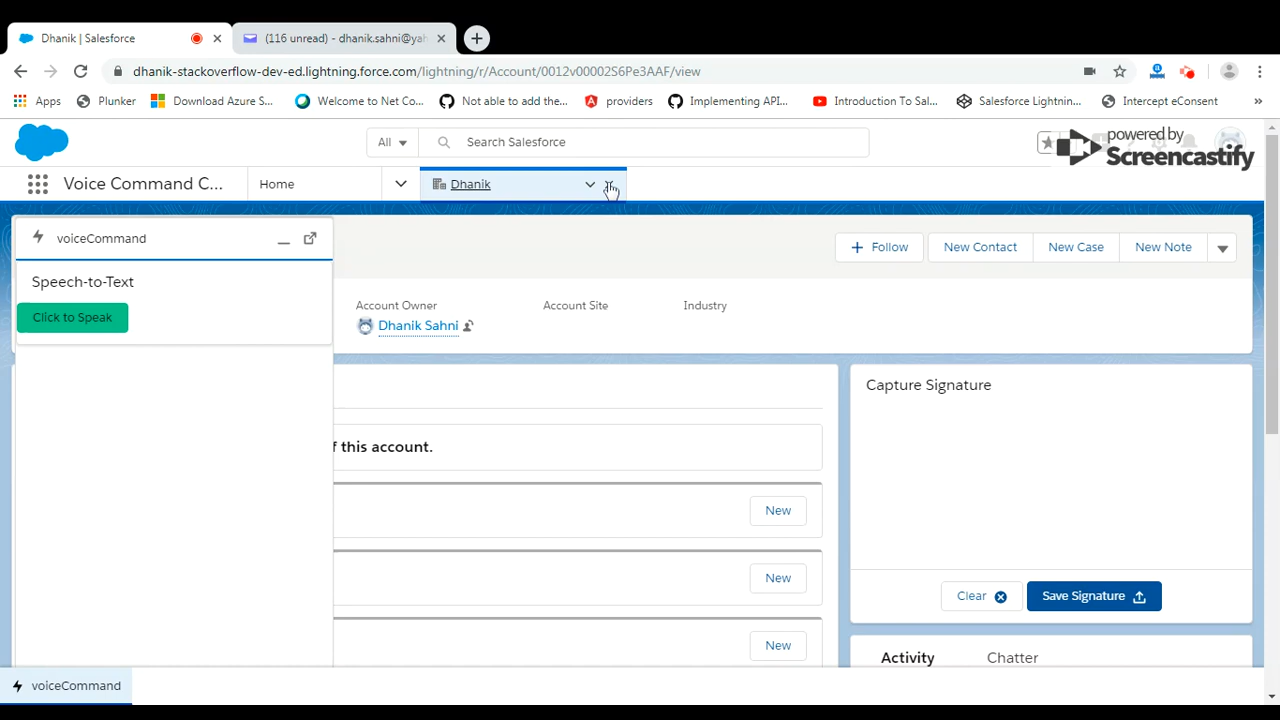 Dhanik | Salesforce
(116 unread) - dhanik.sahni@yah
dhanik-stackoverflow-dev-ed.lightning.force.com/lightning/r/Account/0012v00002S6Pe3AAF/view
Apps
Plunker
Download Azure S...
Welcome to Net Co...
Not able to add the...
providers
Implementing API...
Introduction To Sal...
Salesforce Lightnin...
Intercept eConsent
»
All
Search Salesforce
powered by
Screencastify
Voice Command C...
Home
Dhanik
voiceCommand
Follow
New Contact
New Case
New Note
Speech-to-Text
Click to Speak
Account Owner
Account Site
Industry
Dhanik Sahni
Capture Signature
f this account.
New
New
Clear
Save Signature
New
Activity
Chatter
voiceCommand